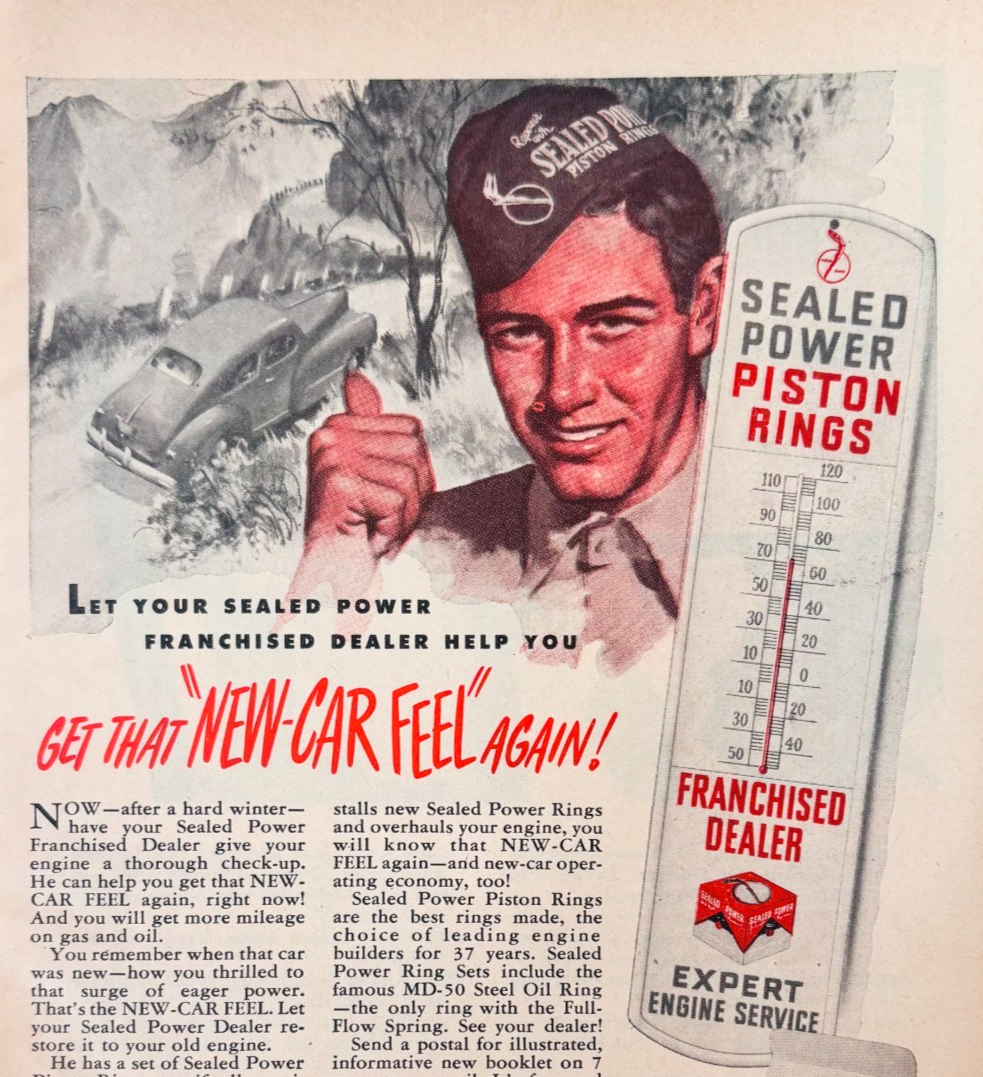 Repower
with
SEALED POWER
PISTON RINGS
SEALED
POWER
PISTON
RINGS
120
110
100
90
80
70
60
50
40
30
20
10
0
10
20
30
40
50
FRANCHISED
DEALER
SEALED POWER SEALED POWER
EXPERT
ENGINE SERVICE
LET YOUR SEALED POWER
FRANCHISED DEALER HELP YOU
GET THAT "NEW-CAR FEEL" AGAIN!
NOW—after a hard winter—
have your Sealed Power
Franchised Dealer give your
engine a thorough check-up.
He can help you get that NEW-
CAR FEEL again, right now!
And you will get more mileage
on gas and oil.
You remember when that car
was new—how you thrilled to
that surge of eager power.
That's the NEW-CAR FEEL. Let
your Sealed Power Dealer re-
store it to your old engine.
He has a set of Sealed Power
stalls new Sealed Power Rings
and overhauls your engine, you
will know that NEW-CAR
FEEL again—and new-car oper-
ating economy, too!
Sealed Power Piston Rings
are the best rings made, the
choice of leading engine
builders for 37 years. Sealed
Power Ring Sets include the
famous MD-50 Steel Oil Ring
—the only ring with the Full-
Flow Spring. See your dealer!
Send a postal for illustrated,
informative new booklet on 7